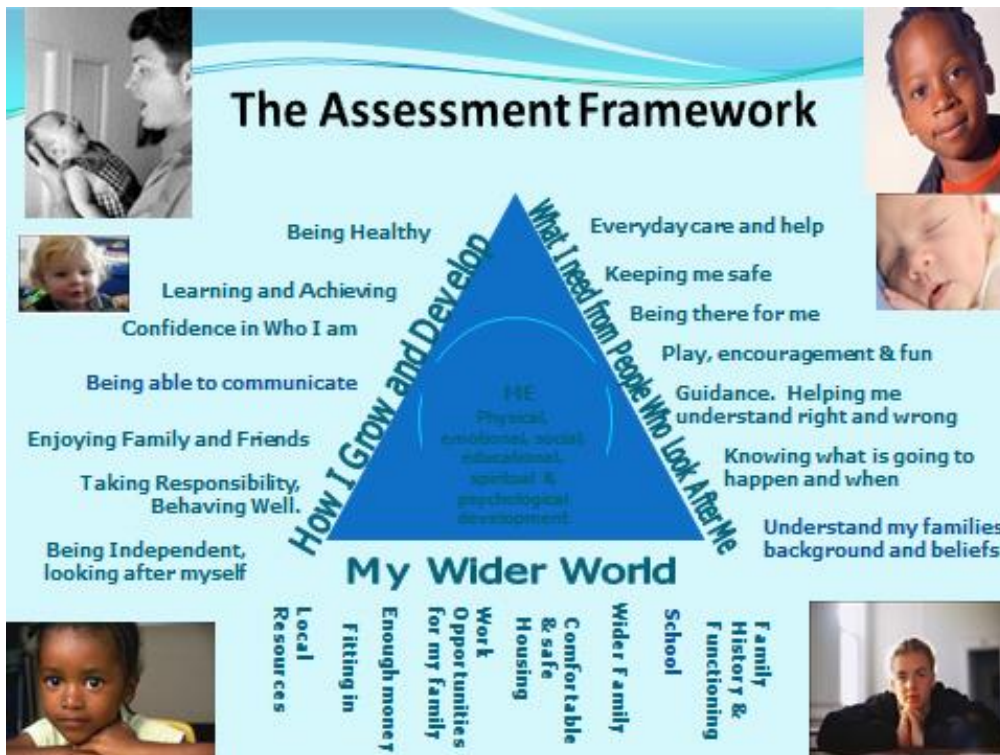 The Assessment Framework
Being Healthy
Learning and Achieving
Confidence in Who I am
Being able to communicate
Enjoying Family and Friends
Taking Responsibility,
Behaving Well.
Being Independent,
looking after myself
How I Grow and Develop
ME
Physical,
emotional, social,
educational,
spiritual &
psychological
development
What I need from People Who Look After Me
Everyday care and help
Keeping me safe
Being there for me
Play, encouragement & fun
Guidance. Helping me
understand right and wrong
Knowing what is going to
happen and when
Understand my families
background and beliefs
My Wider World
Local
Resources
Fitting in
Enough money
Work
Opportunities
for my family
Comfortable
& safe
Housing
Wider Family
School
Family
History &
Functioning